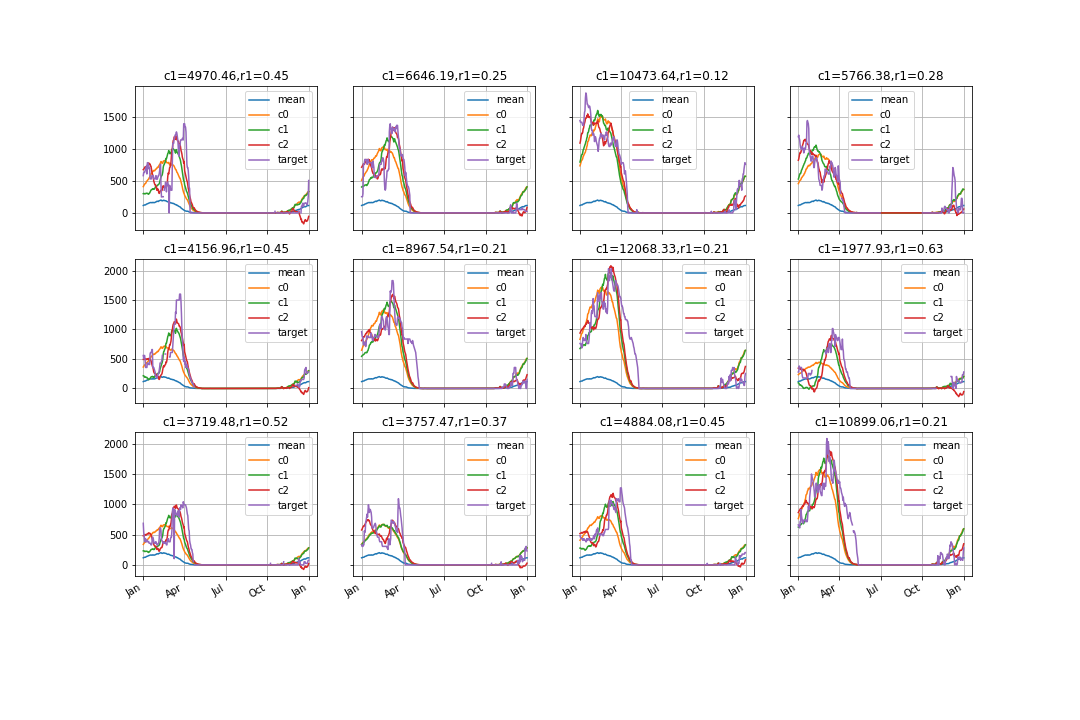 c1=4970.46,r1=0.45 c1=6646.19,r1=0.25 c1=10473.64,r1=0.12 c1=5766.38,r1=0.28
mean mean mean mean
1500 c0 c0 c0 c0
c1 c1 c1 c1
1000 c2 c2 c2 c2
target target target target
500
0
c1=4156.96,r1=0.45 c1=8967.54,r1=0.21 c1=12068.33,r1=0.21 c1=1977.93,r1=0.63
2000 mean mean mean mean
c0 c0 c0 c0
1500 c1 c1 c1 c1
c2 c2 c2 c2
1000 target target target target
500
0
c1=3719.48,r1=0.52 c1=3757.47,r1=0.37 c1=4884.08,r1=0.45 c1=10899.06,r1=0.21
2000 mean mean mean mean
c0 c0 c0 c0
1500 c1 c1 c1 c1
c2 c2 c2 c2
1000 target target target target
500
0
Jan Apr Jul Oct Jan Jan Apr Jul Oct Jan Jan Apr Jul Oct Jan Jan Apr Jul Oct Jan